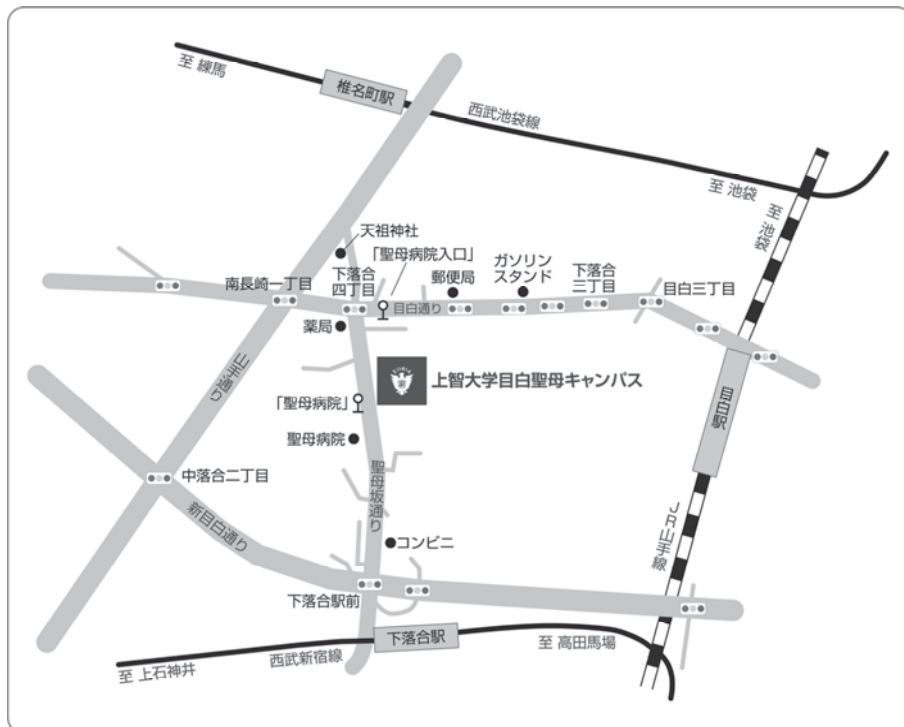 至 練馬
椎名町駅
西武池袋線
至 池袋
至 池袋
天祖神社
「聖母病院入口」
南長崎一丁目
下落合
四丁目
郵便局
ガソリン
スタンド
下落合
三丁目
目白三丁目
目白通り
薬局
山手通り
上智大学目白聖母キャンパス
「聖母病院」
目白駅
聖母病院
中落合二丁目
聖母坂通り
新目白通り
JR山手線
コンビニ
下落合駅前
下落合駅
至 高田馬場
西武新宿線
至 上石神井